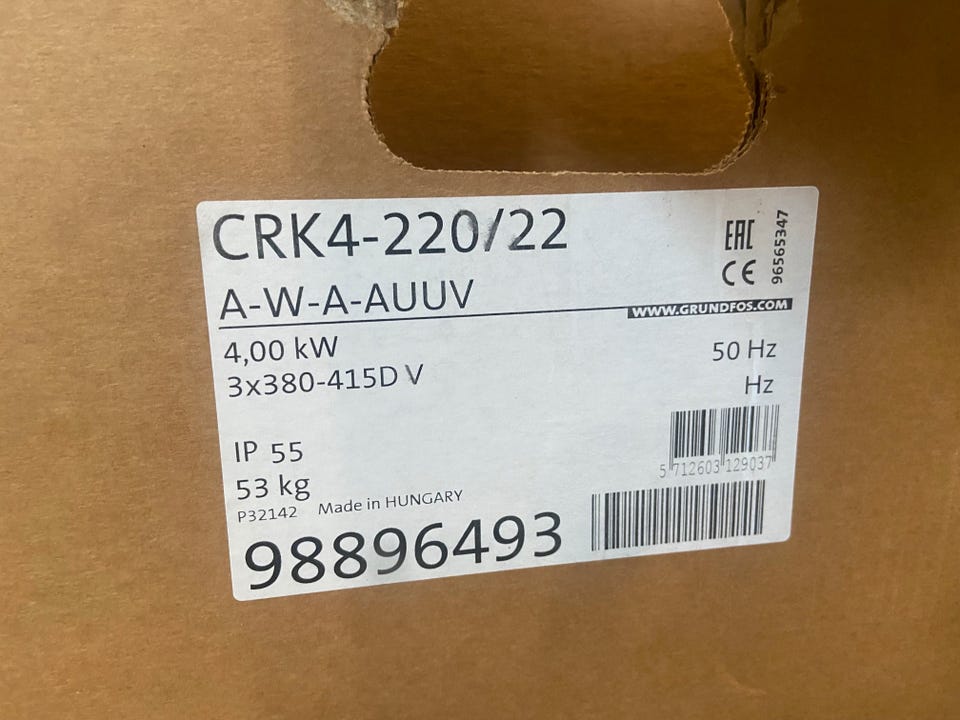 CRK4-220/22
EAC
CE
96565347
A-W-A-AUUV
WWW.GRUNDFOS.COM
4,00 kW
50 Hz
3x380-415D V
Hz
IP 55
53 kg
5 712603 129037
P32142 Made in HUNGARY
98896493